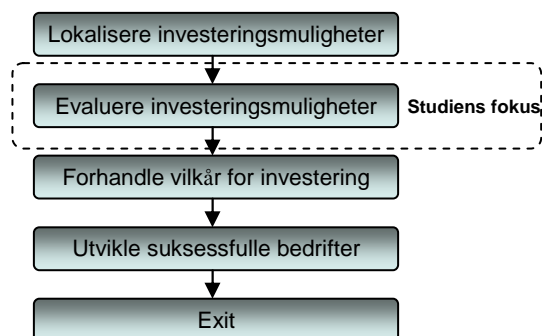 Lokalisere investeringsmuligheter
Evaluere investeringsmuligheter
Studiens fokus
Forhandle vilkår for investering
Utvikle suksessfulle bedrifter
Exit